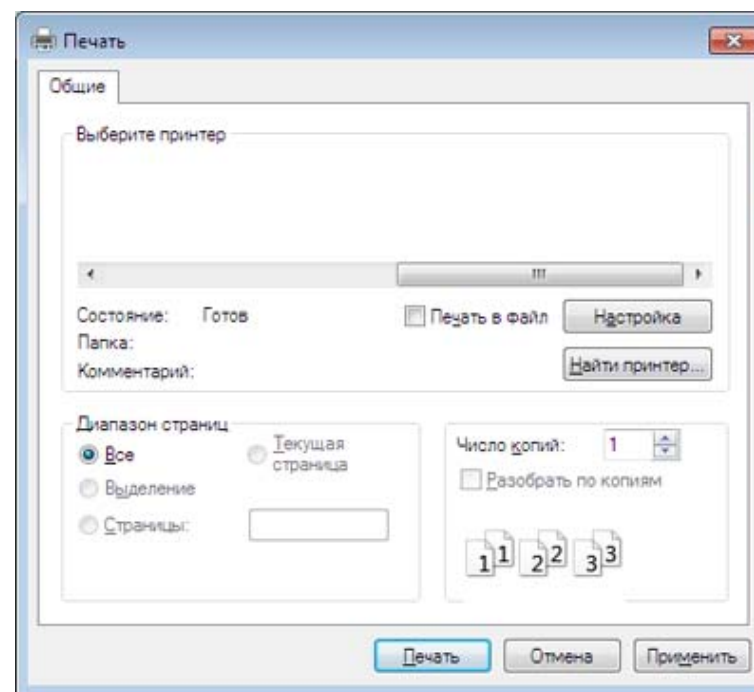 Печать
Общие
Выберите принтер
Состояние: Готов
Печать в файл
Настройка
Папка:
Комментарий:
Найти принтер...
Диапазон страниц
Все
Текущая
страница
Выделение
Страницы:
Число копий: 1
Разобрать по копиям
1 1 2 2 3 3
Печать
Отмена
Применить